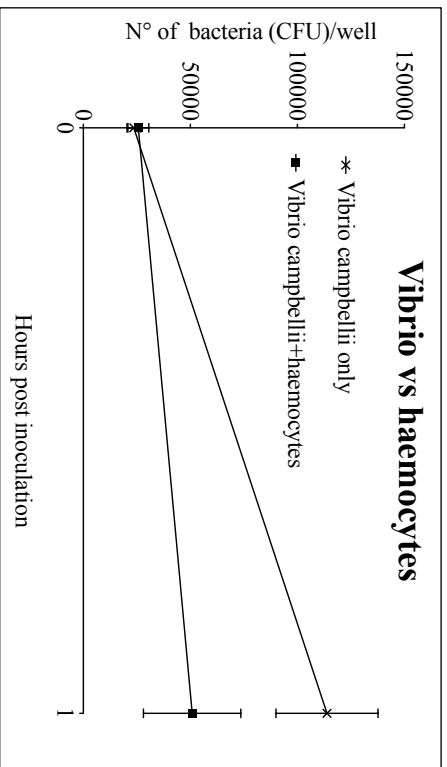 Vibrio vs haemocytes
N° of bacteria (CFU)/well
150000
100000
50000
0
Vibrio campbellii only
Vibrio campbellii+haemocytes
0
1
Hours post inoculation